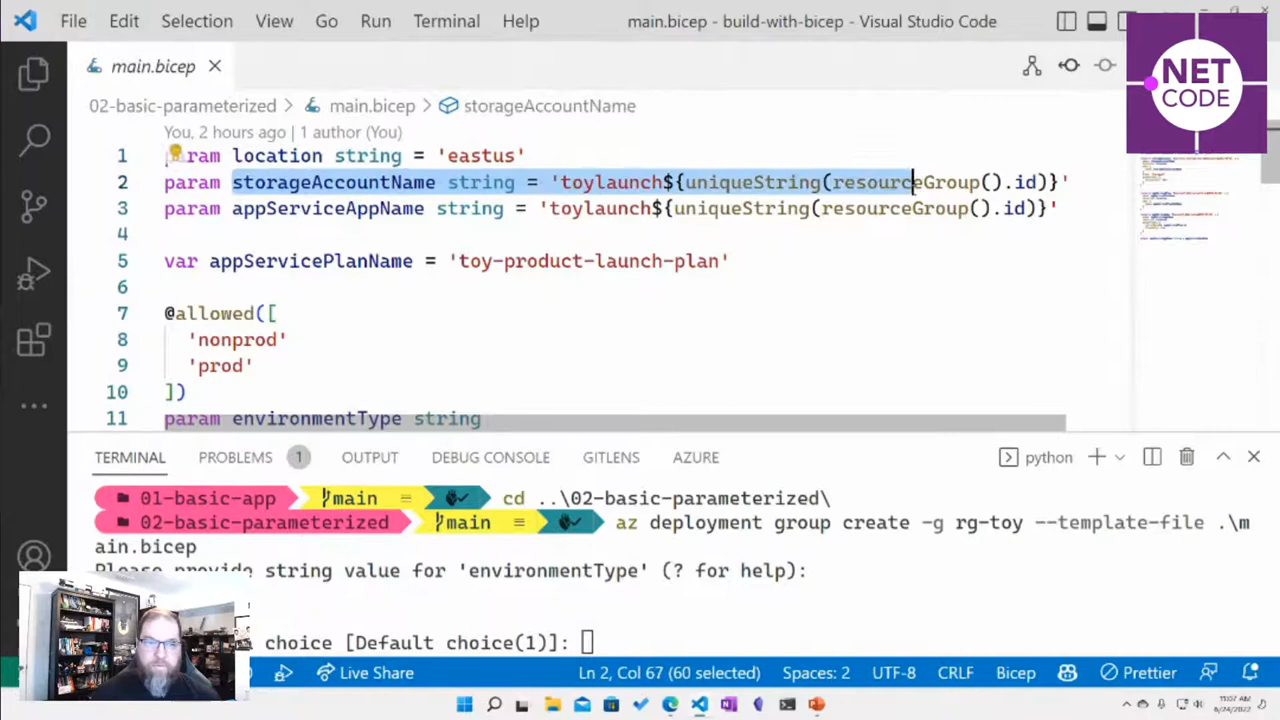 File Edit Selection View Go Run Terminal Help main.bicep - build-with-bicep - Visual Studio Code
NET
CODE
main.bicep
02-basic-parameterized > main.bicep > storageAccountName
You, 2 hours ago | 1 author (You)
1 param location string = 'eastus'
2 param storageAccountName string = 'toylaunch${uniqueString(resourceGroup().id)}'
3 param appServiceAppName string = 'toylaunch${uniqueString(resourceGroup().id)}'
4
5 var appServicePlanName = 'toy-product-launch-plan'
6
7 @allowed([
8 'nonprod'
9 'prod'
10 ])
11 param environmentType string
TERMINAL PROBLEMS 1 OUTPUT DEBUG CONSOLE GITLENS AZURE python
01-basic-app main ≡ cd ..\02-basic-parameterized\
02-basic-parameterized main ≡ az deployment group create -g rg-toy --template-file .\m
ain.bicep
Please provide string value for 'environmentType' (? for help):
choice [Default choice(1)]:
Live Share Ln 2, Col 67 (60 selected) Spaces: 2 UTF-8 CRLF Bicep Prettier
11:07 AM
6/24/2022